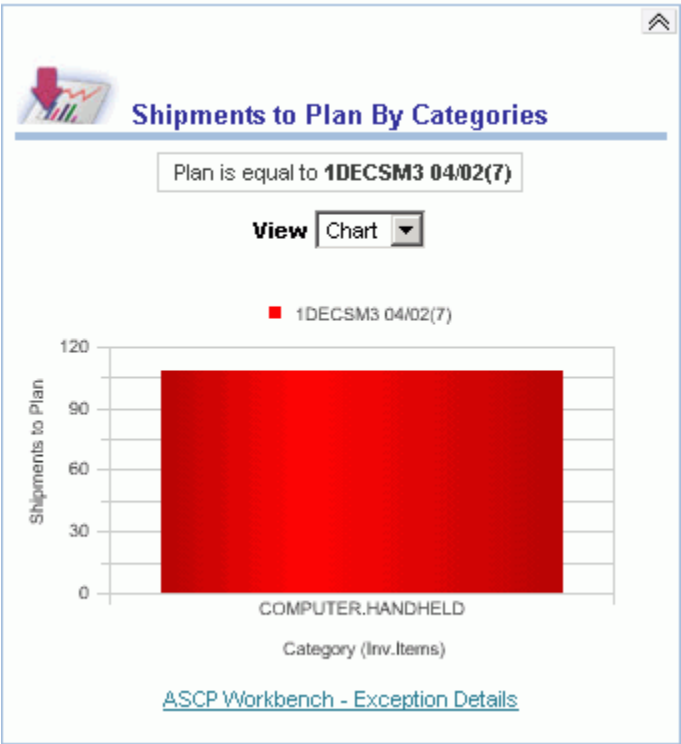 Shipments to Plan By Categories
Plan is equal to 1DECSM3 04/02(7)
View Chart
1DECSM3 04/02(7)
120
90
60
30
0
Shipments to Plan
COMPUTER.HANDHELD
Category (Inv.Items)
ASCP Workbench - Exception Details